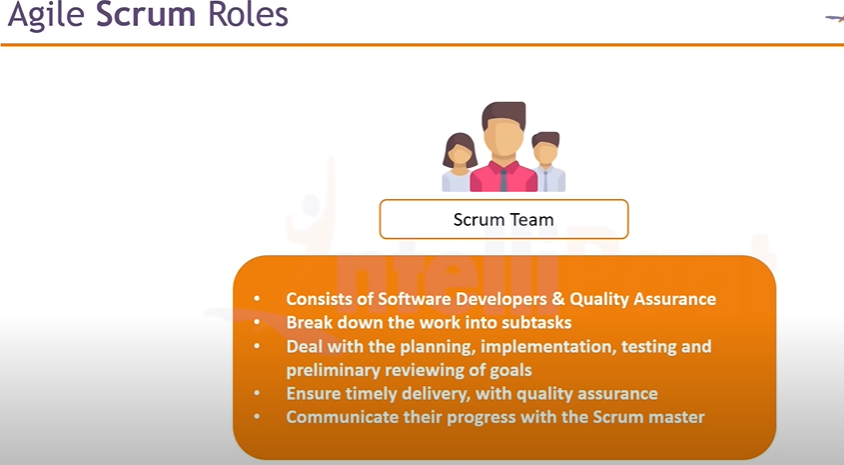 Agile Scrum Roles
Scrum Team
• Consists of Software Developers & Quality Assurance
• Break down the work into subtasks
• Deal with the planning, implementation, testing and
preliminary reviewing of goals
• Ensure timely delivery, with quality assurance
• Communicate their progress with the Scrum master